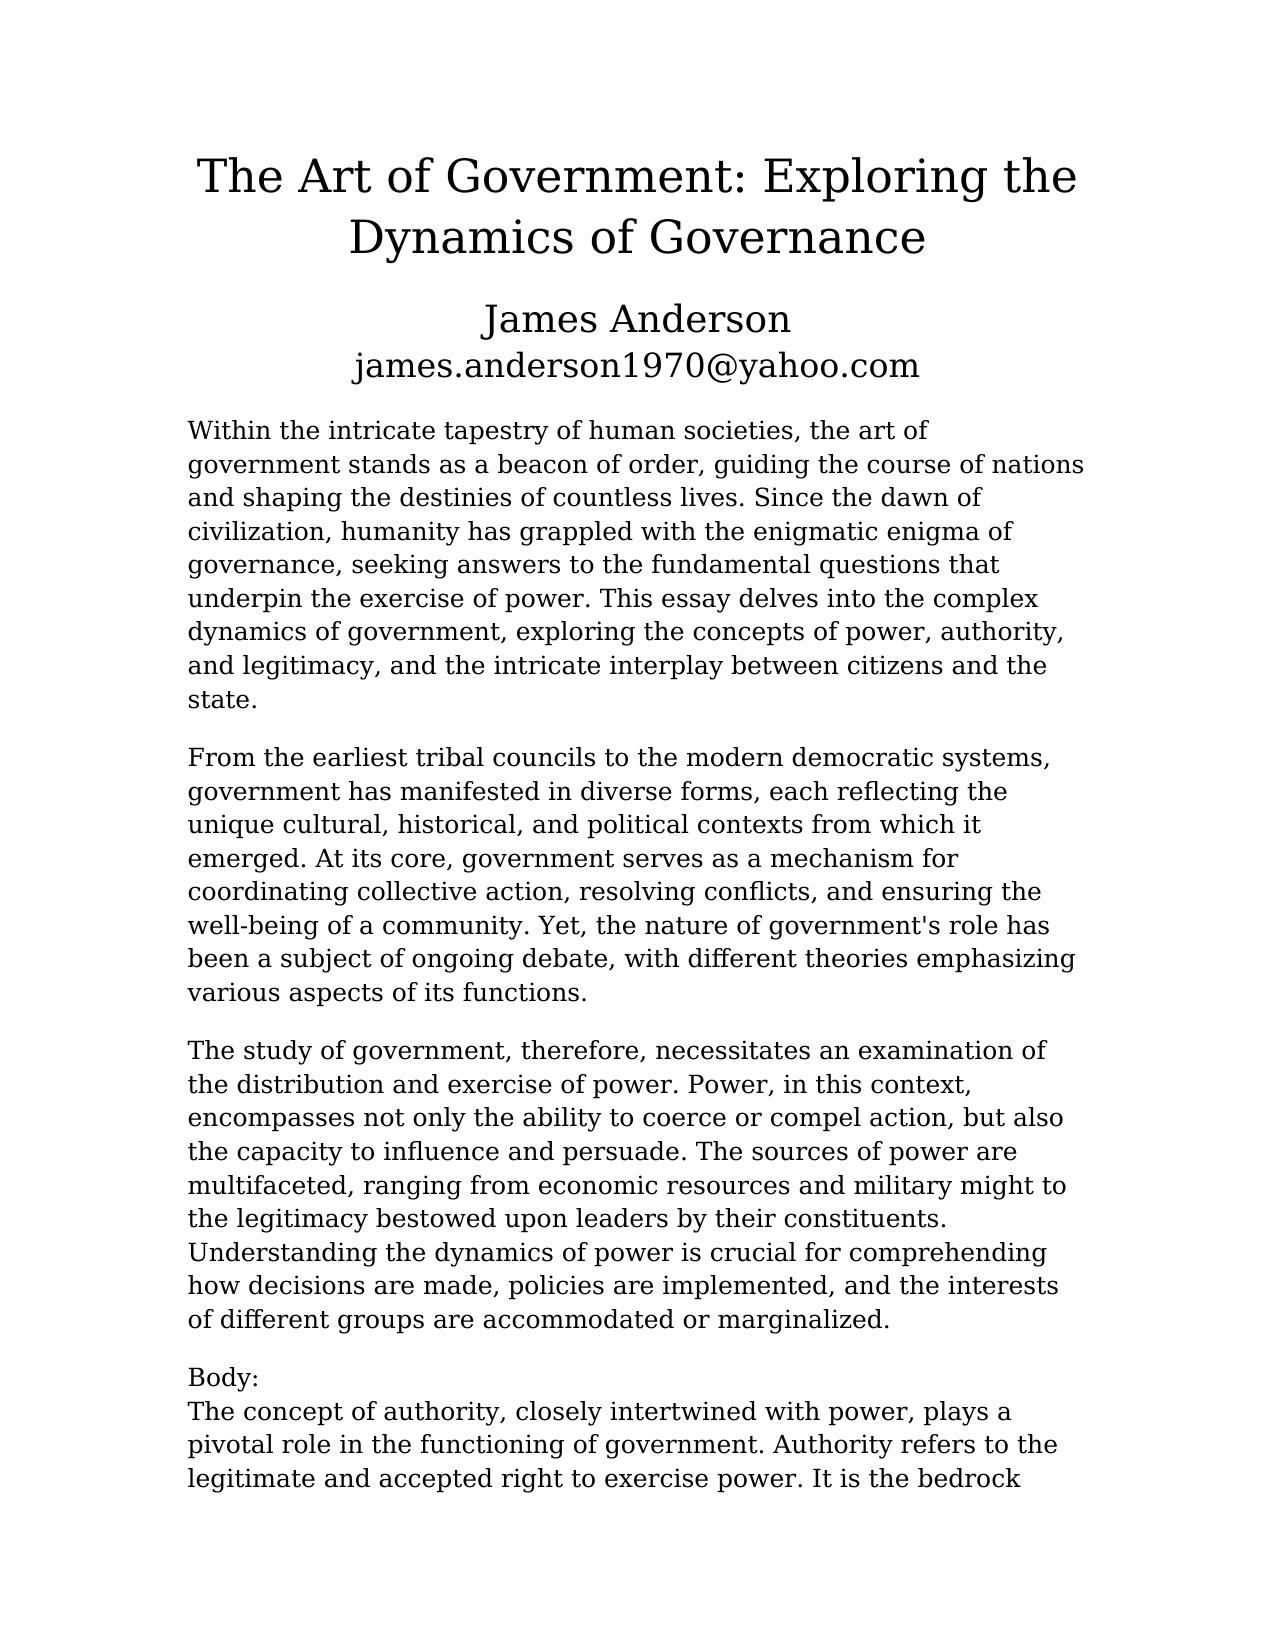 The Art of Government: Exploring the
Dynamics of Governance
James Anderson
james.anderson1970@yahoo.com
Within the intricate tapestry of human societies, the art of
government stands as a beacon of order, guiding the course of nations
and shaping the destinies of countless lives. Since the dawn of
civilization, humanity has grappled with the enigmatic enigma of
governance, seeking answers to the fundamental questions that
underpin the exercise of power. This essay delves into the complex
dynamics of government, exploring the concepts of power, authority,
and legitimacy, and the intricate interplay between citizens and the
state.
From the earliest tribal councils to the modern democratic systems,
government has manifested in diverse forms, each reflecting the
unique cultural, historical, and political contexts from which it
emerged. At its core, government serves as a mechanism for
coordinating collective action, resolving conflicts, and ensuring the
well-being of a community. Yet, the nature of government's role has
been a subject of ongoing debate, with different theories emphasizing
various aspects of its functions.
The study of government, therefore, necessitates an examination of
the distribution and exercise of power. Power, in this context,
encompasses not only the ability to coerce or compel action, but also
the capacity to influence and persuade. The sources of power are
multifaceted, ranging from economic resources and military might to
the legitimacy bestowed upon leaders by their constituents.
Understanding the dynamics of power is crucial for comprehending
how decisions are made, policies are implemented, and the interests
of different groups are accommodated or marginalized.
Body:
The concept of authority, closely intertwined with power, plays a
pivotal role in the functioning of government. Authority refers to the
legitimate and accepted right to exercise power. It is the bedrock